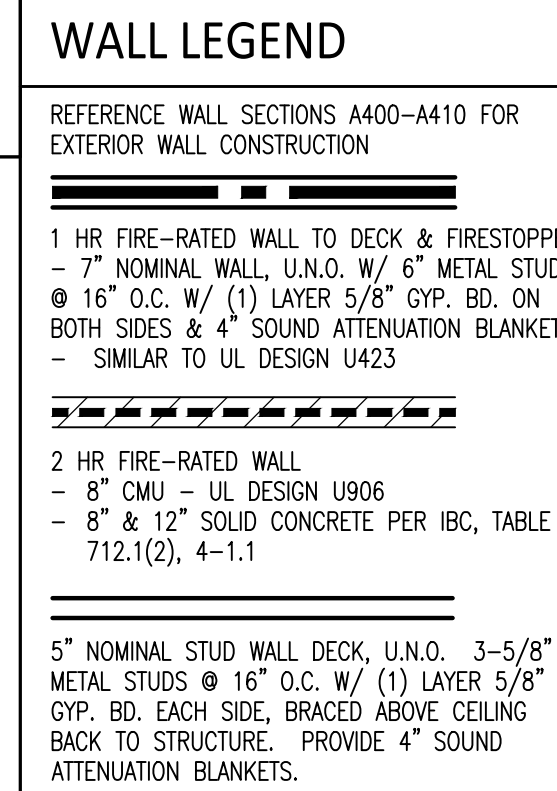 WALL LEGEND
REFERENCE WALL SECTIONS A400-A410 FOR
EXTERIOR WALL CONSTRUCTION
1 HR FIRE-RATED WALL TO DECK & FIRESTOPPI
- 7" NOMINAL WALL, U.N.O. W/ 6" METAL STUD
@ 16" O.C. W/ (1) LAYER 5/8" GYP. BD. ON
BOTH SIDES & 4" SOUND ATTENUATION BLANKET
- SIMILAR TO UL DESIGN U423
2 HR FIRE-RATED WALL
- 8" CMU - UL DESIGN U906
- 8" & 12" SOLID CONCRETE PER IBC, TABLE
712.1(2), 4-1.1
5" NOMINAL STUD WALL DECK, U.N.O. 3-5/8"
METAL STUDS @ 16" O.C. W/ (1) LAYER 5/8"
GYP. BD. EACH SIDE, BRACED ABOVE CEILING
BACK TO STRUCTURE. PROVIDE 4" SOUND
ATTENUATION BLANKETS.